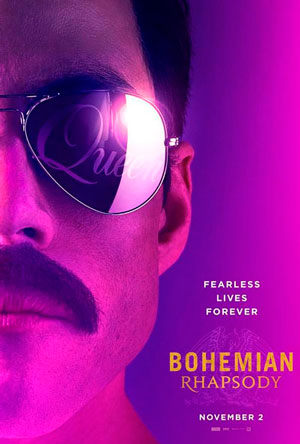 Queen
FEARLESS
LIVES
FOREVER
BOHEMIAN
RHAPSODY
NOVEMBER 2